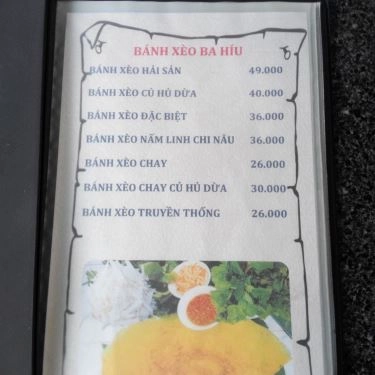 BÁNH XÈO BA HÍU
BÁNH XÈO HẢI SẢN 49.000
BÁNH XÈO CỦ HỦ DỪA 40.000
BÁNH XÈO ĐẶC BIỆT 36.000
BÁNH XÈO NẤM LINH CHI NÂU 36.000
BÁNH XÈO CHAY 26.000
BÁNH XÈO CHAY CỦ HỦ DỪA 30.000
BÁNH XÈO TRUYỀN THỐNG 26.000